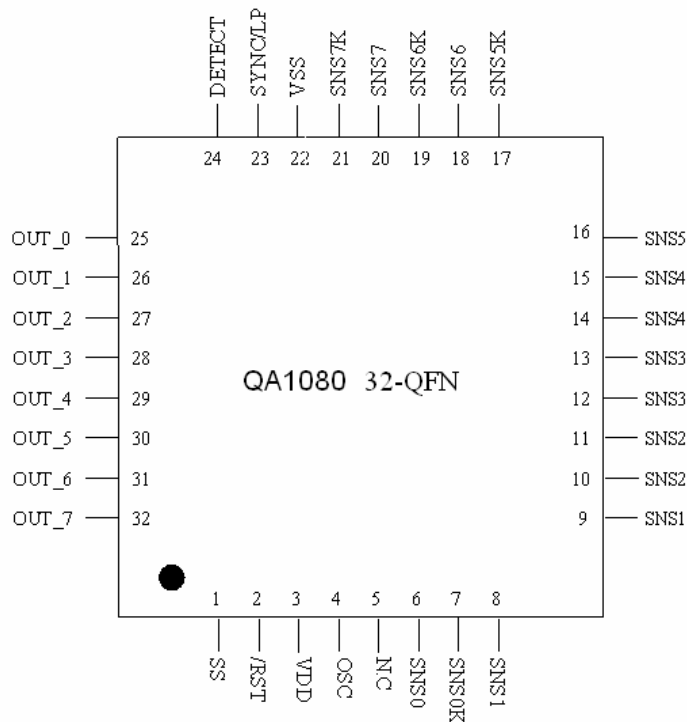 DETECT SYNC/LP VSS SNS7K SNS7 SNS6K SNS6 SNS5K
24 23 22 21 20 19 18 17
OUT_0 25 16 SNS5
OUT_1 26 15 SNS4
OUT_2 27 14 SNS4
OUT_3 28 13 SNS3
QA1080 32-QFN
OUT_4 29 12 SNS3
OUT_5 30 11 SNS2
OUT_6 31 10 SNS2
OUT_7 32 9 SNS1
1 2 3 4 5 6 7 8
SS /RST VDD OSC N.C SNS0 SNS0K SNS1